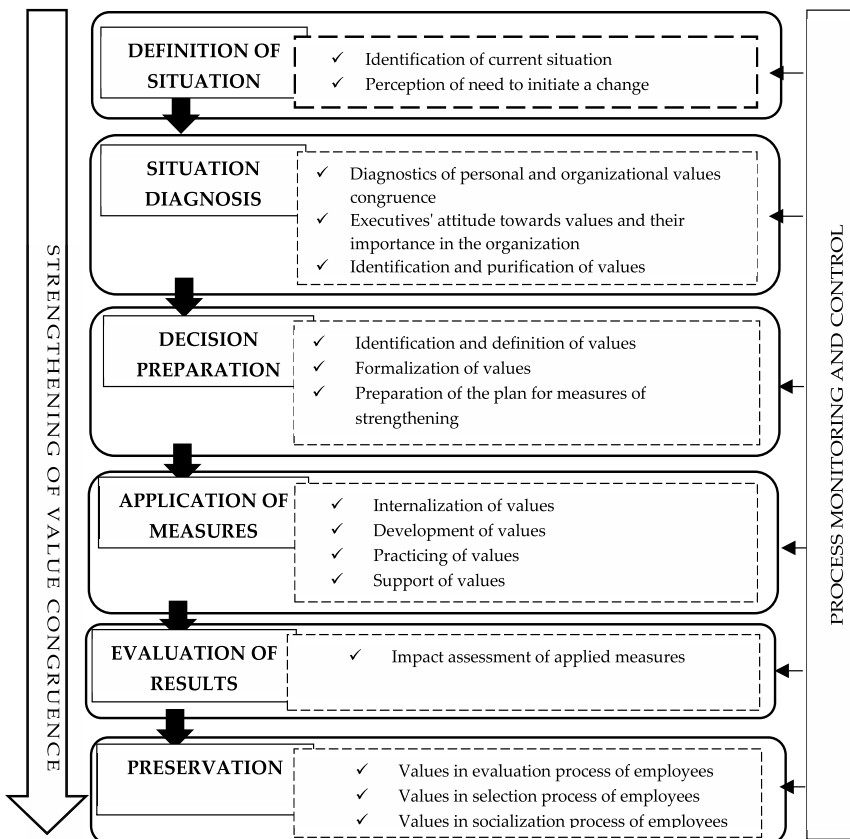 STRENGTHENING OF VALUE CONGRUENCE
DEFINITION OF
SITUATION
✓ Identification of current situation
✓ Perception of need to initiate a change
SITUATION
DIAGNOSIS
✓ Diagnostics of personal and organizational values
congruence
✓ Executives' attitude towards values and their
importance in the organization
✓ Identification and purification of values
DECISION
PREPARATION
✓ Identification and definition of values
✓ Formalization of values
✓ Preparation of the plan for measures of
strengthening
APPLICATION OF
MEASURES
✓ Internalization of values
✓ Development of values
✓ Practicing of values
✓ Support of values
EVALUATION OF
RESULTS
✓ Impact assessment of applied measures
PRESERVATION
✓ Values in evaluation process of employees
✓ Values in selection process of employees
✓ Values in socialization process of employees
PROCESS MONITORING AND CONTROL